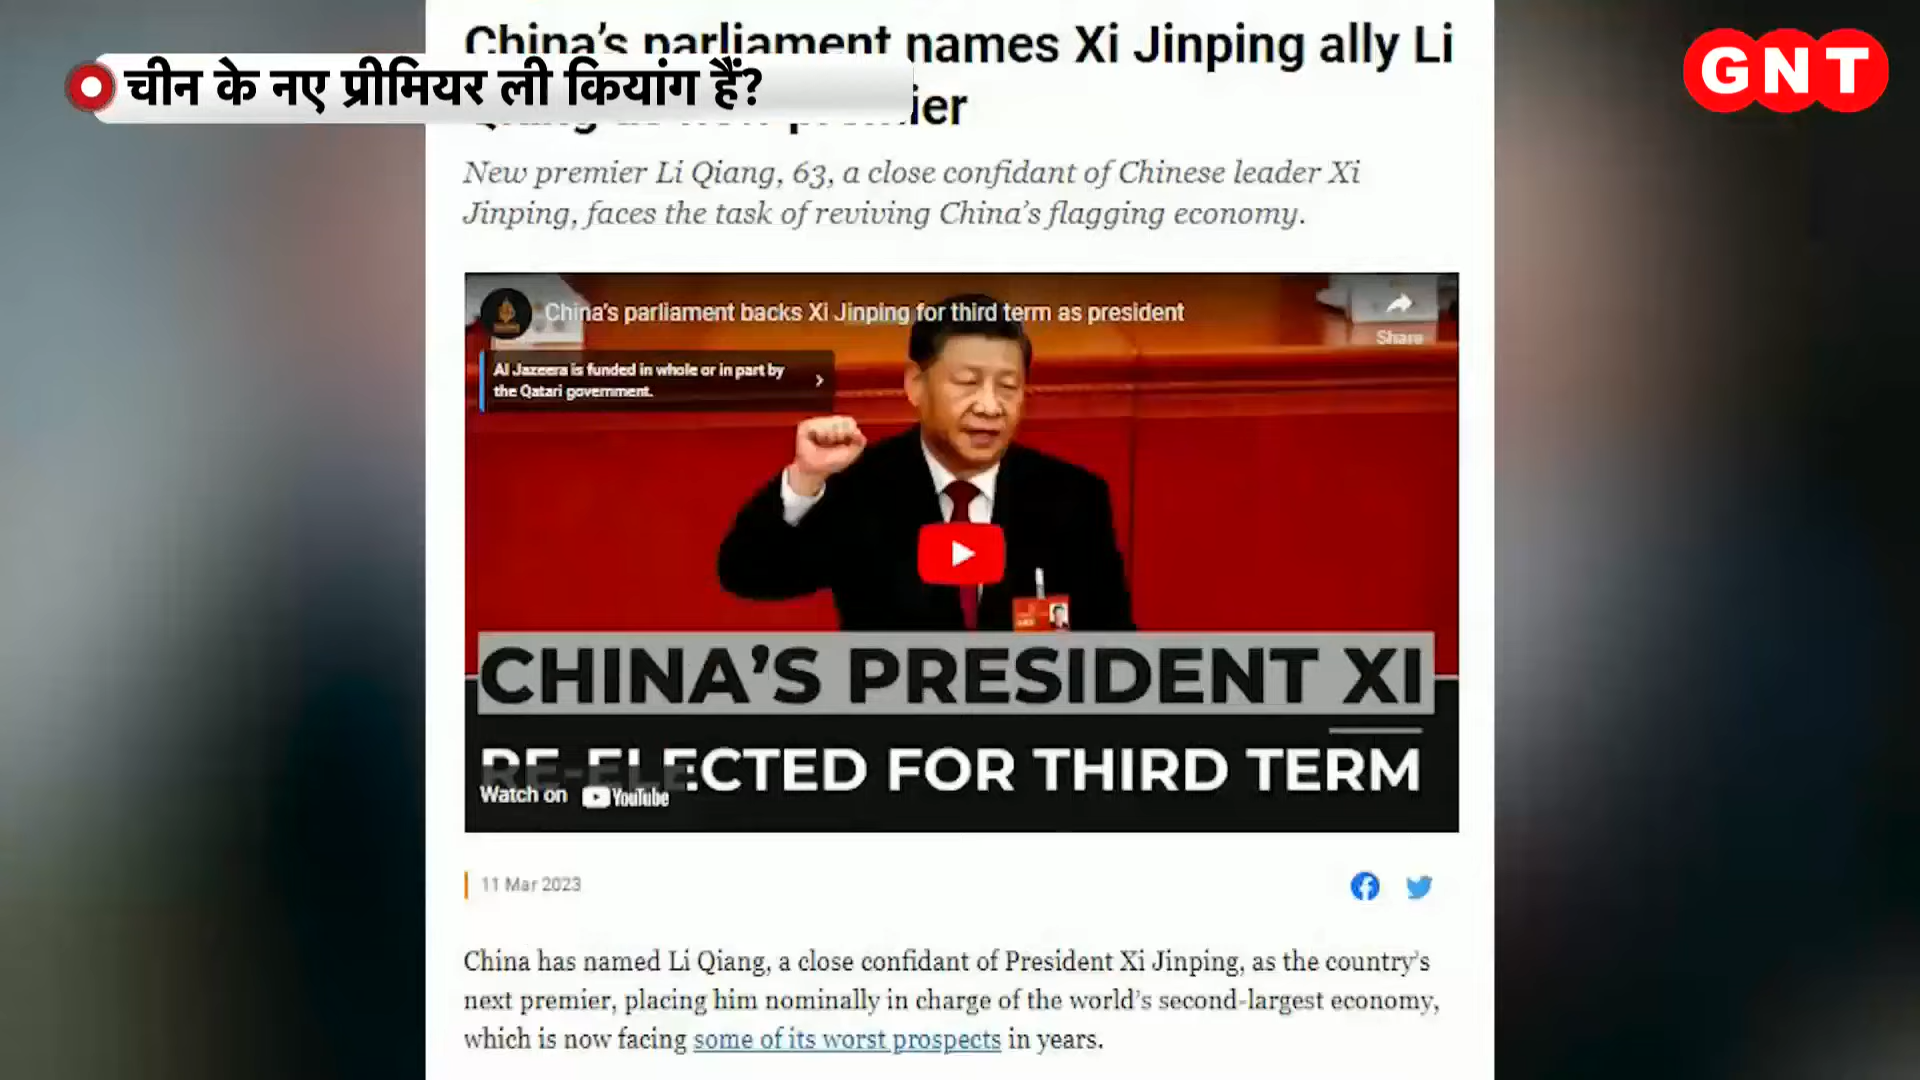 China's parliament names Xi Jinping ally Li
ier
चीन के नए प्रीमियर ली कियांग हैं?
GNT
New premier Li Qiang, 63, a close confidant of Chinese leader Xi
Jinping, faces the task of reviving China's flagging economy.
China's parliament backs Xi Jinping for third term as president
Share
Al Jazeera is funded in whole or in part by
the Qatari government.
CHINA'S PRESIDENT XI
RE-ELECTED FOR THIRD TERM
Watch on YouTube
11 Mar 2023
China has named Li Qiang, a close confidant of President Xi Jinping, as the country's
next premier, placing him nominally in charge of the world's second-largest economy,
which is now facing some of its worst prospects in years.